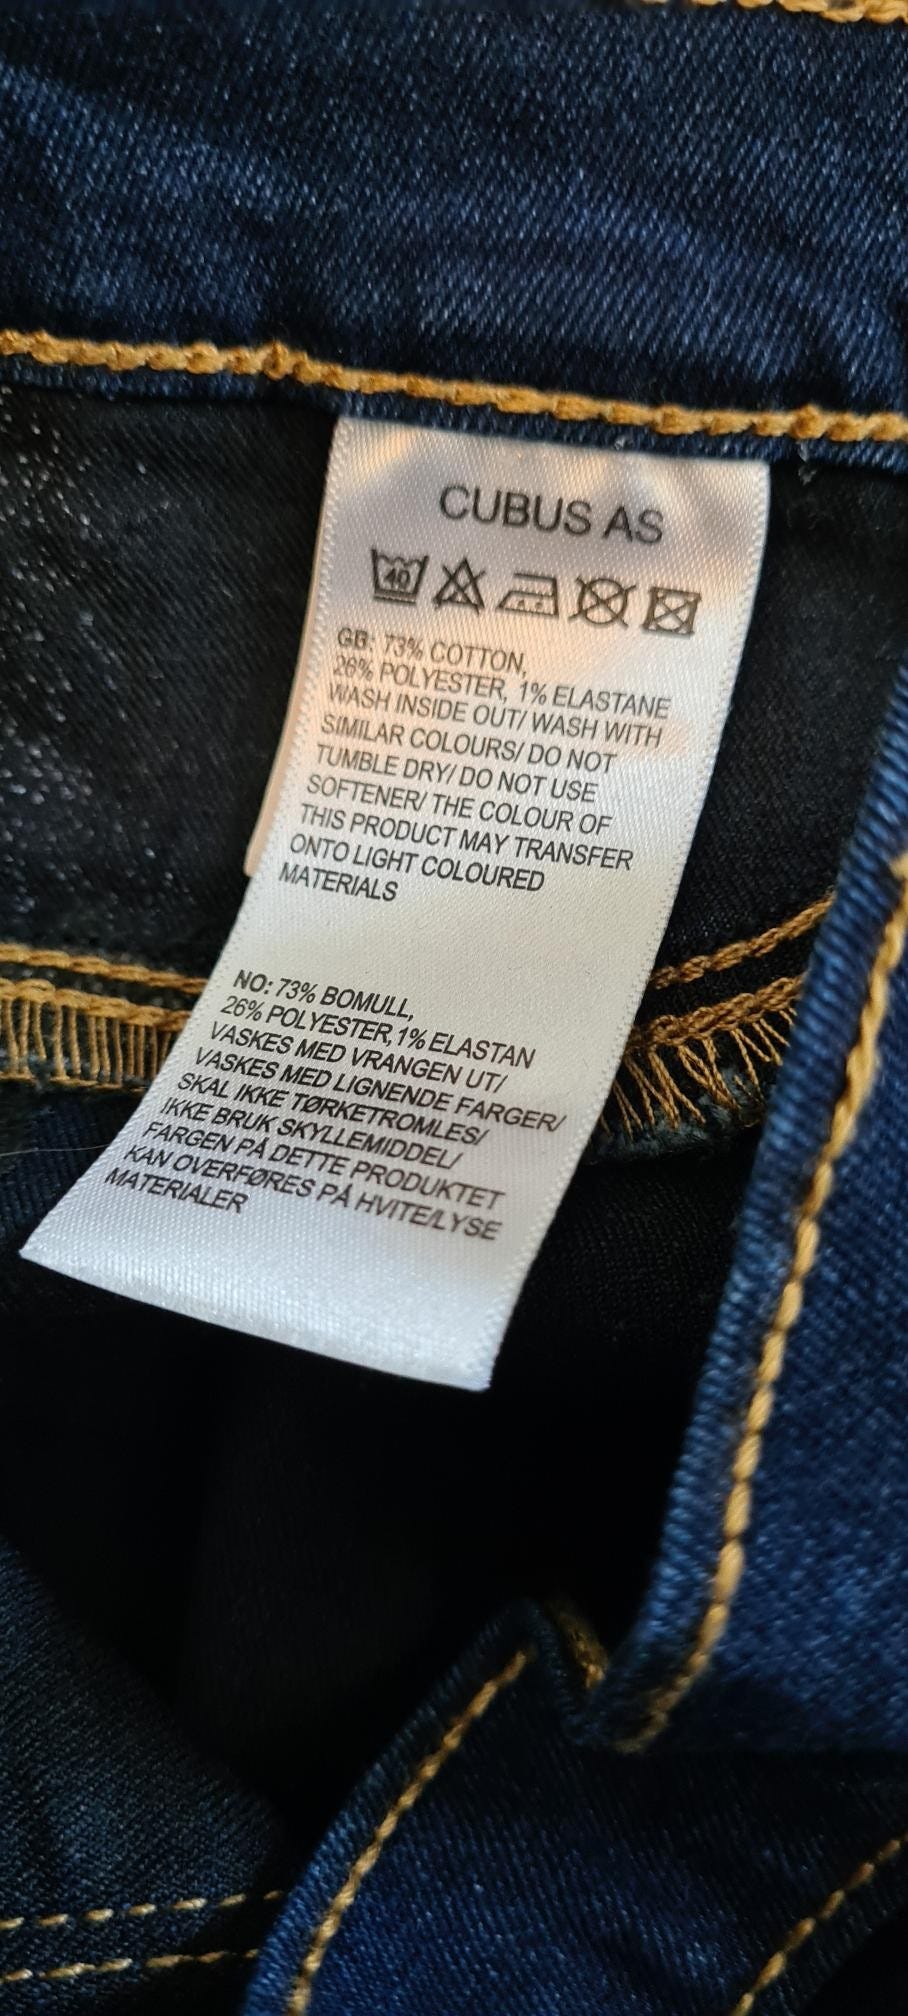 CUBUS AS
40
GB: 73% COTTON,
26% POLYESTER, 1% ELASTANE
WASH INSIDE OUT/ WASH WITH
SIMILAR COLOURS/ DO NOT
TUMBLE DRY/ DO NOT USE
SOFTENER/ THE COLOUR OF
THIS PRODUCT MAY TRANSFER
ONTO LIGHT COLOURED
MATERIALS
NO: 73% BOMULL,
26% POLYESTER,1% ELASTAN
VASKES MED VRANGEN UT/
VASKES MED LIGNENDE FARGER/
SKAL IKKE TØRKETROMLES/
IKKE BRUK SKYLLEMIDDEL/
FARGEN PÅ DETTE PRODUKTET
KAN OVERFØRES PÅ HVITE/LYSE
MATERIALER